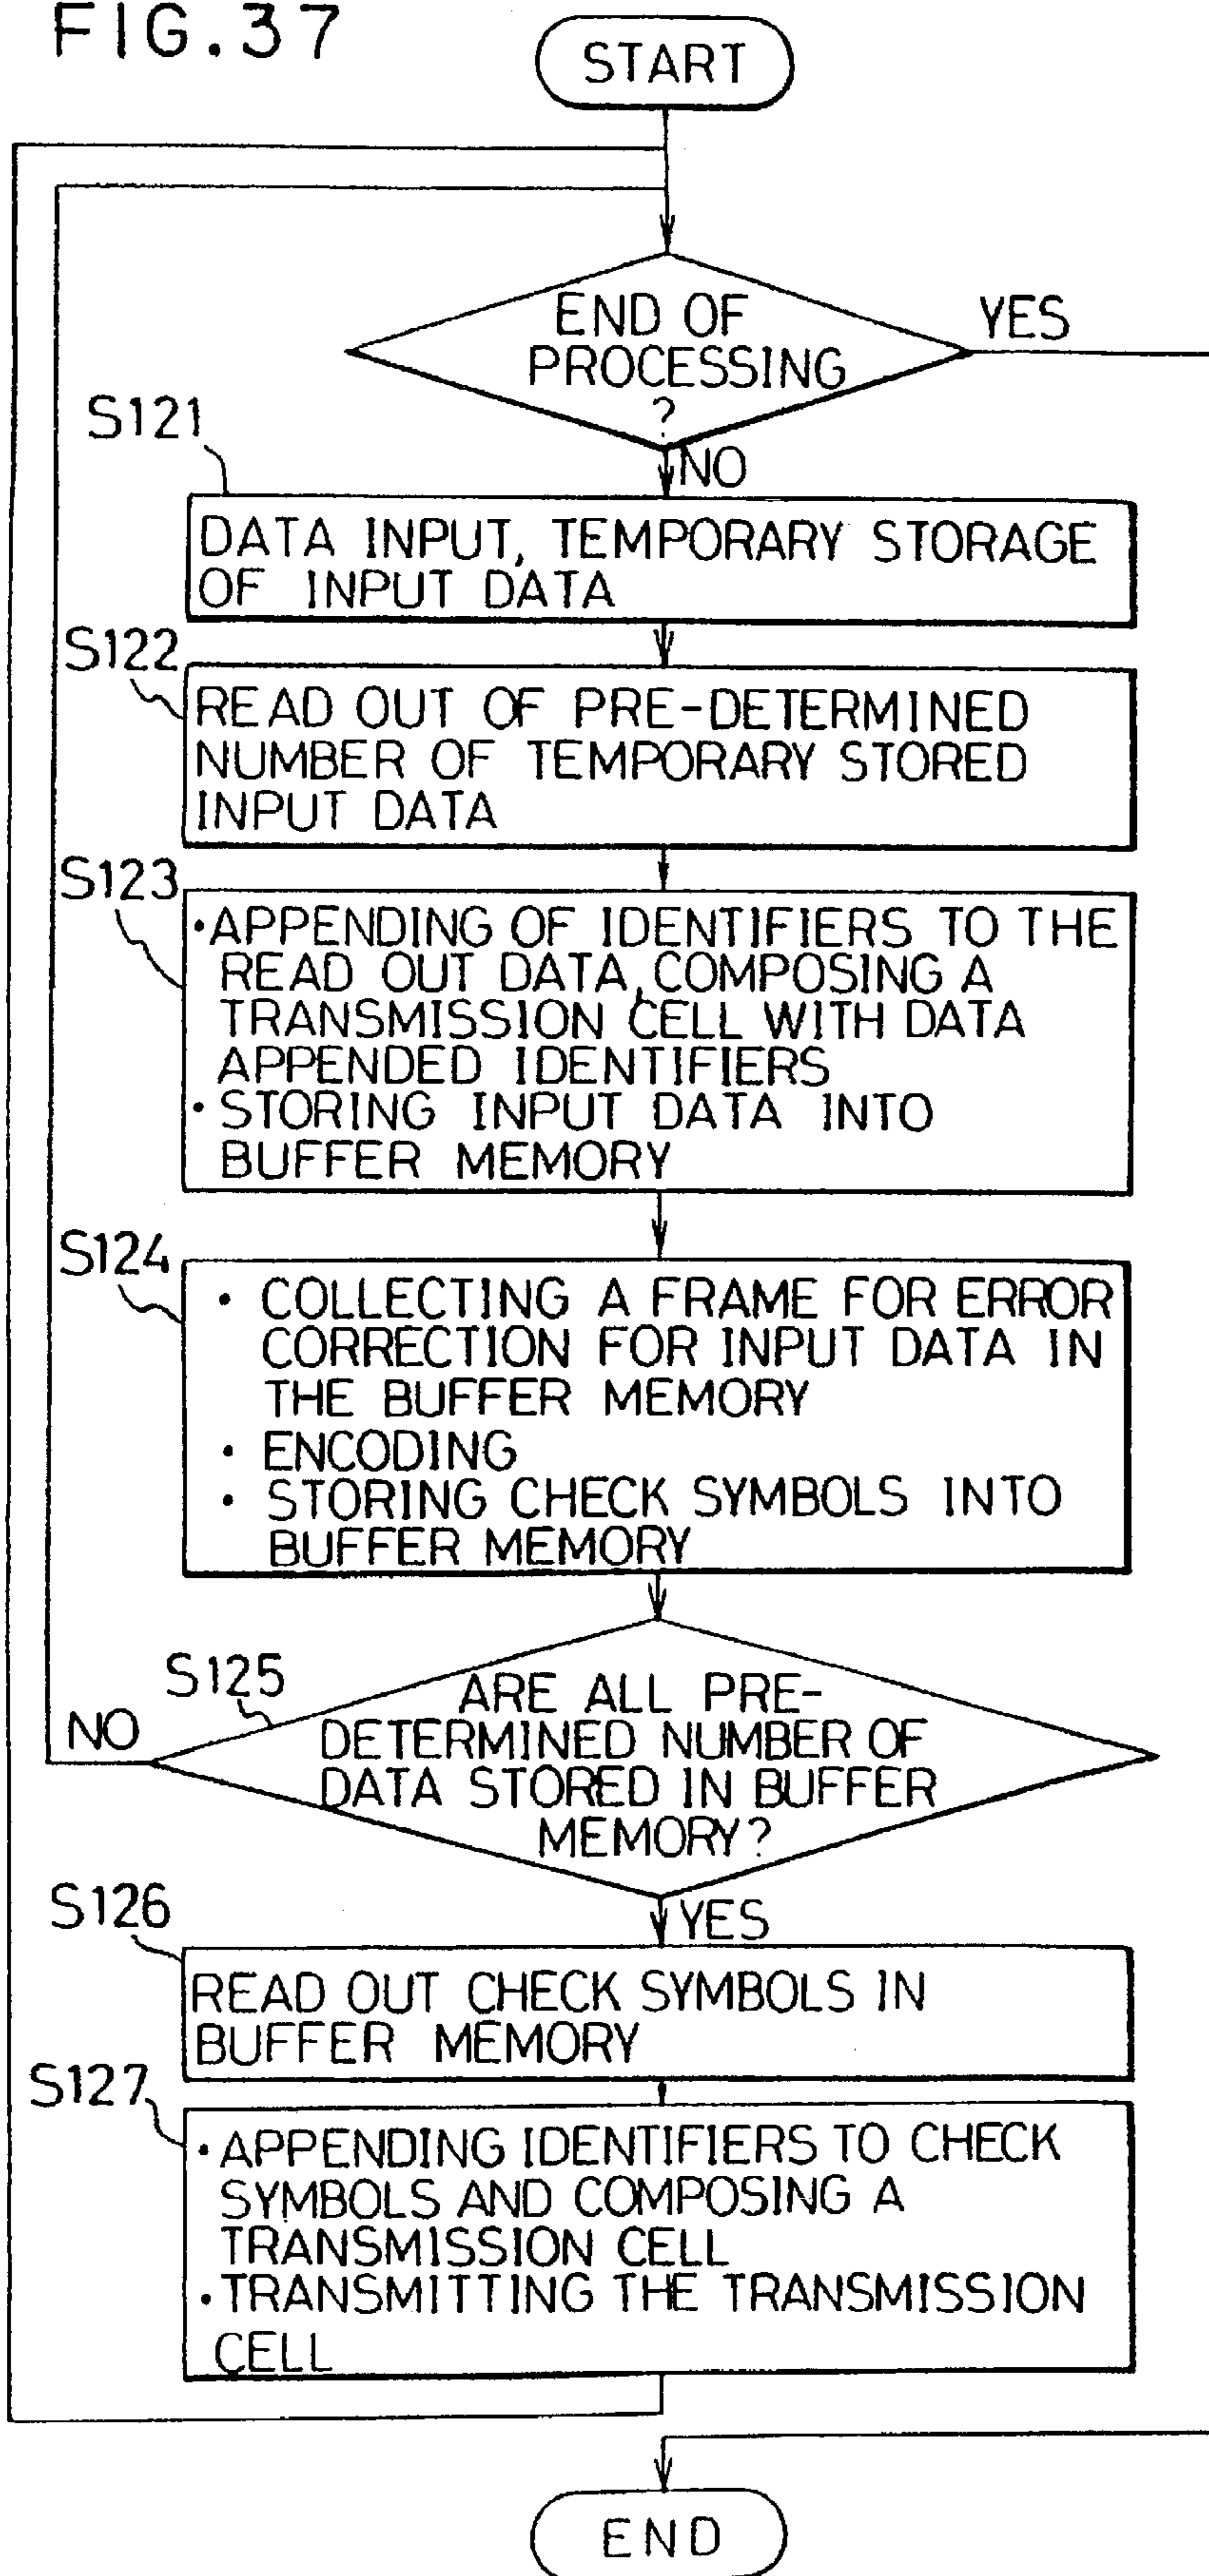 FIG.37
START
END OF
PROCESSING
?
YES
NO
S121
DATA INPUT, TEMPORARY STORAGE
OF INPUT DATA
S122
READ OUT OF PRE-DETERMINED
NUMBER OF TEMPORARY STORED
INPUT DATA
S123
·APPENDING OF IDENTIFIERS TO THE
READ OUT DATA, COMPOSING A
TRANSMISSION CELL WITH DATA
APPENDED IDENTIFIERS
·STORING INPUT DATA INTO
BUFFER MEMORY
S124
· COLLECTING A FRAME FOR ERROR
CORRECTION FOR INPUT DATA IN
THE BUFFER MEMORY
· ENCODING
· STORING CHECK SYMBOLS INTO
BUFFER MEMORY
S125
NO
ARE ALL PRE-
DETERMINED NUMBER OF
DATA STORED IN BUFFER
MEMORY?
YES
S126
READ OUT CHECK SYMBOLS IN
BUFFER MEMORY
S127
·APPENDING IDENTIFIERS TO CHECK
SYMBOLS AND COMPOSING A
TRANSMISSION CELL
·TRANSMITTING THE TRANSMISSION
CELL
END